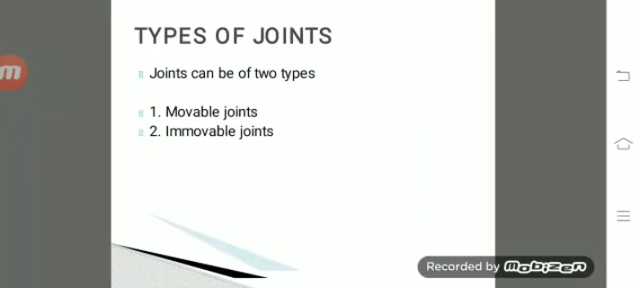 TYPES OF JOINTS
Joints can be of two types
1. Movable joints
2. Immovable joints
m
Recorded by mobizen